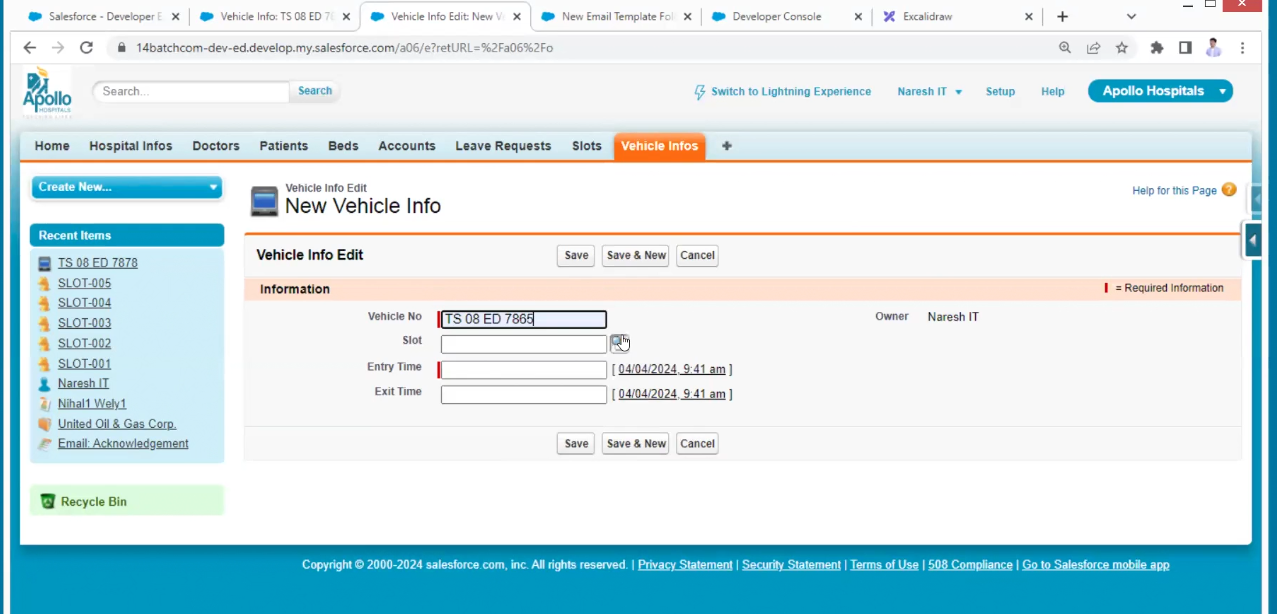 Salesforce - Developer E
Vehicle Info: TS 08 ED 7
Vehicle Info Edit: New V
New Email Template Fol
Developer Console
Excalidraw
14batchcom-dev-ed.develop.my.salesforce.com/a06/e?retURL=%2Fa06%2Fo
Apollo
HOSPITALS
Search...
Search
Switch to Lightning Experience
Naresh IT
Setup
Help
Apollo Hospitals
Home
Hospital Infos
Doctors
Patients
Beds
Accounts
Leave Requests
Slots
Vehicle Infos
Create New...
Recent Items
TS 08 ED 7878
SLOT-005
SLOT-004
SLOT-003
SLOT-002
SLOT-001
Naresh IT
Nihal1 Wely1
United Oil & Gas Corp.
Email: Acknowledgement
Recycle Bin
Vehicle Info Edit
New Vehicle Info
Help for this Page
Vehicle Info Edit
Save
Save & New
Cancel
Information
= Required Information
Vehicle No
TS 08 ED 7865
Owner
Naresh IT
Slot
Entry Time
[ 04/04/2024, 9:41 am ]
Exit Time
[ 04/04/2024, 9:41 am ]
Save
Save & New
Cancel
Copyright © 2000-2024 salesforce.com, inc. All rights reserved. | Privacy Statement | Security Statement | Terms of Use | 508 Compliance | Go to Salesforce mobile app